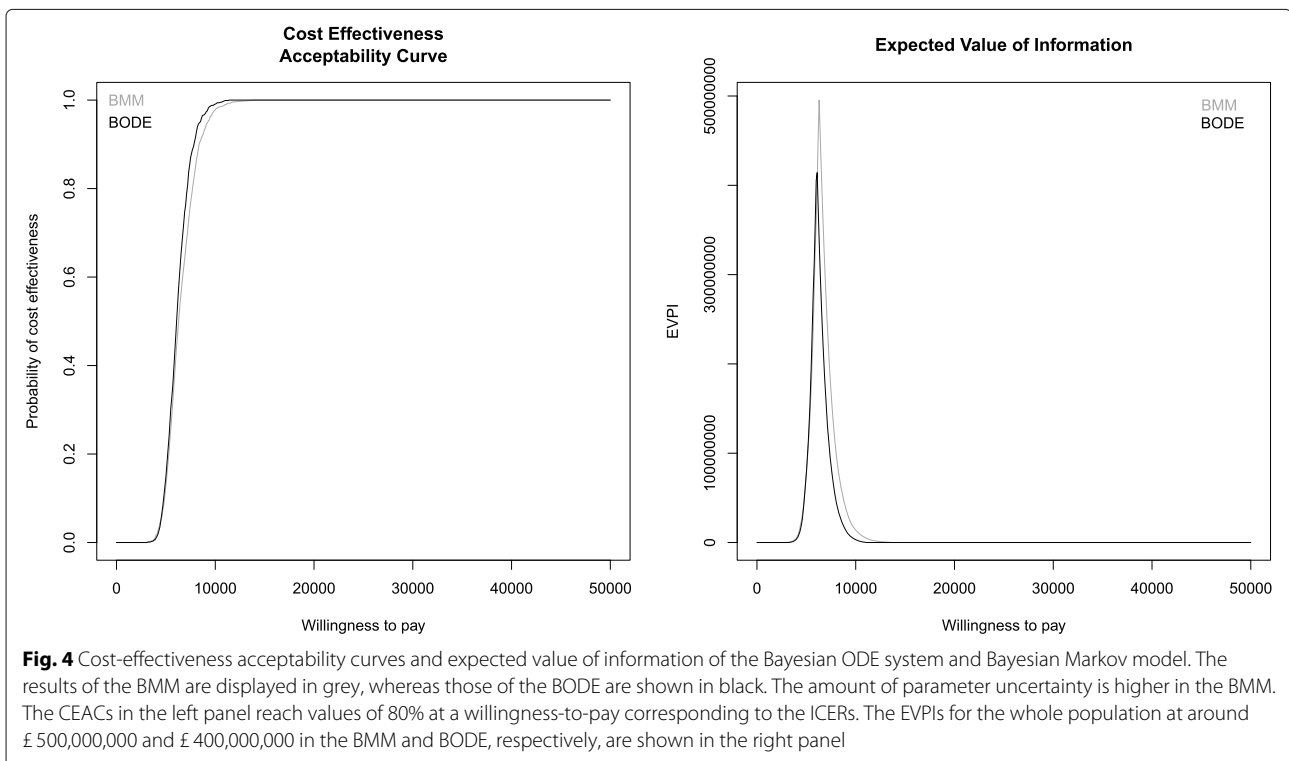 Cost Effectiveness
Acceptability Curve
BMM
BODE
Probability of cost effectiveness
0.0
0.2
0.4
0.6
0.8
1.0
0 10000 20000 30000 40000 50000
Willingness to pay
Expected Value of Information
BMM
BODE
EVPI
0
100000000
300000000
500000000
0 10000 20000 30000 40000 50000
Willingness to pay
Fig. 4 Cost-effectiveness acceptability curves and expected value of information of the Bayesian ODE system and Bayesian Markov model. The
results of the BMM are displayed in grey, whereas those of the BODE are shown in black. The amount of parameter uncertainty is higher in the BMM.
The CEACs in the left panel reach values of 80% at a willingness-to-pay corresponding to the ICERs. The EVPIs for the whole population at around
£ 500,000,000 and £ 400,000,000 in the BMM and BODE, respectively, are shown in the right panel